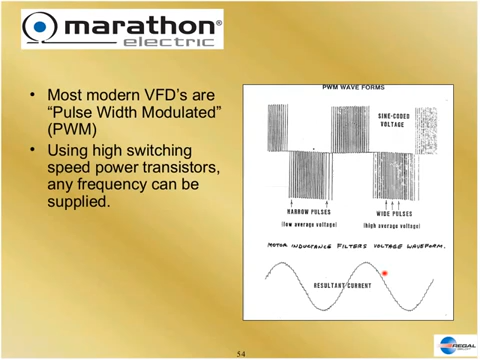 marathon®
electric
• Most modern VFD's are
"Pulse Width Modulated"
(PWM)
• Using high switching
speed power transistors,
any frequency can be
supplied.
PWM WAVE FORMS
SINE-CODED
VOLTAGE
NARROW PULSES
(low average voltage)
WIDE PULSES
(high average voltage)
MOTOR INDUCTANCE FILTERS VOLTAGE WAVEFORM.
RESULTANT CURRENT
54
REGAL